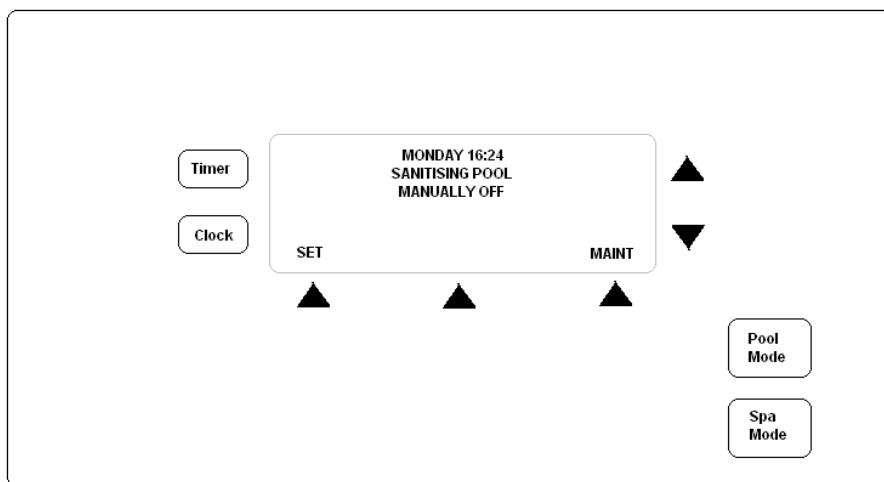 MONDAY 16:24
SANITISING POOL
MANUALLY OFF
Timer
Clock
SET
MAINT
Pool
Mode
Spa
Mode